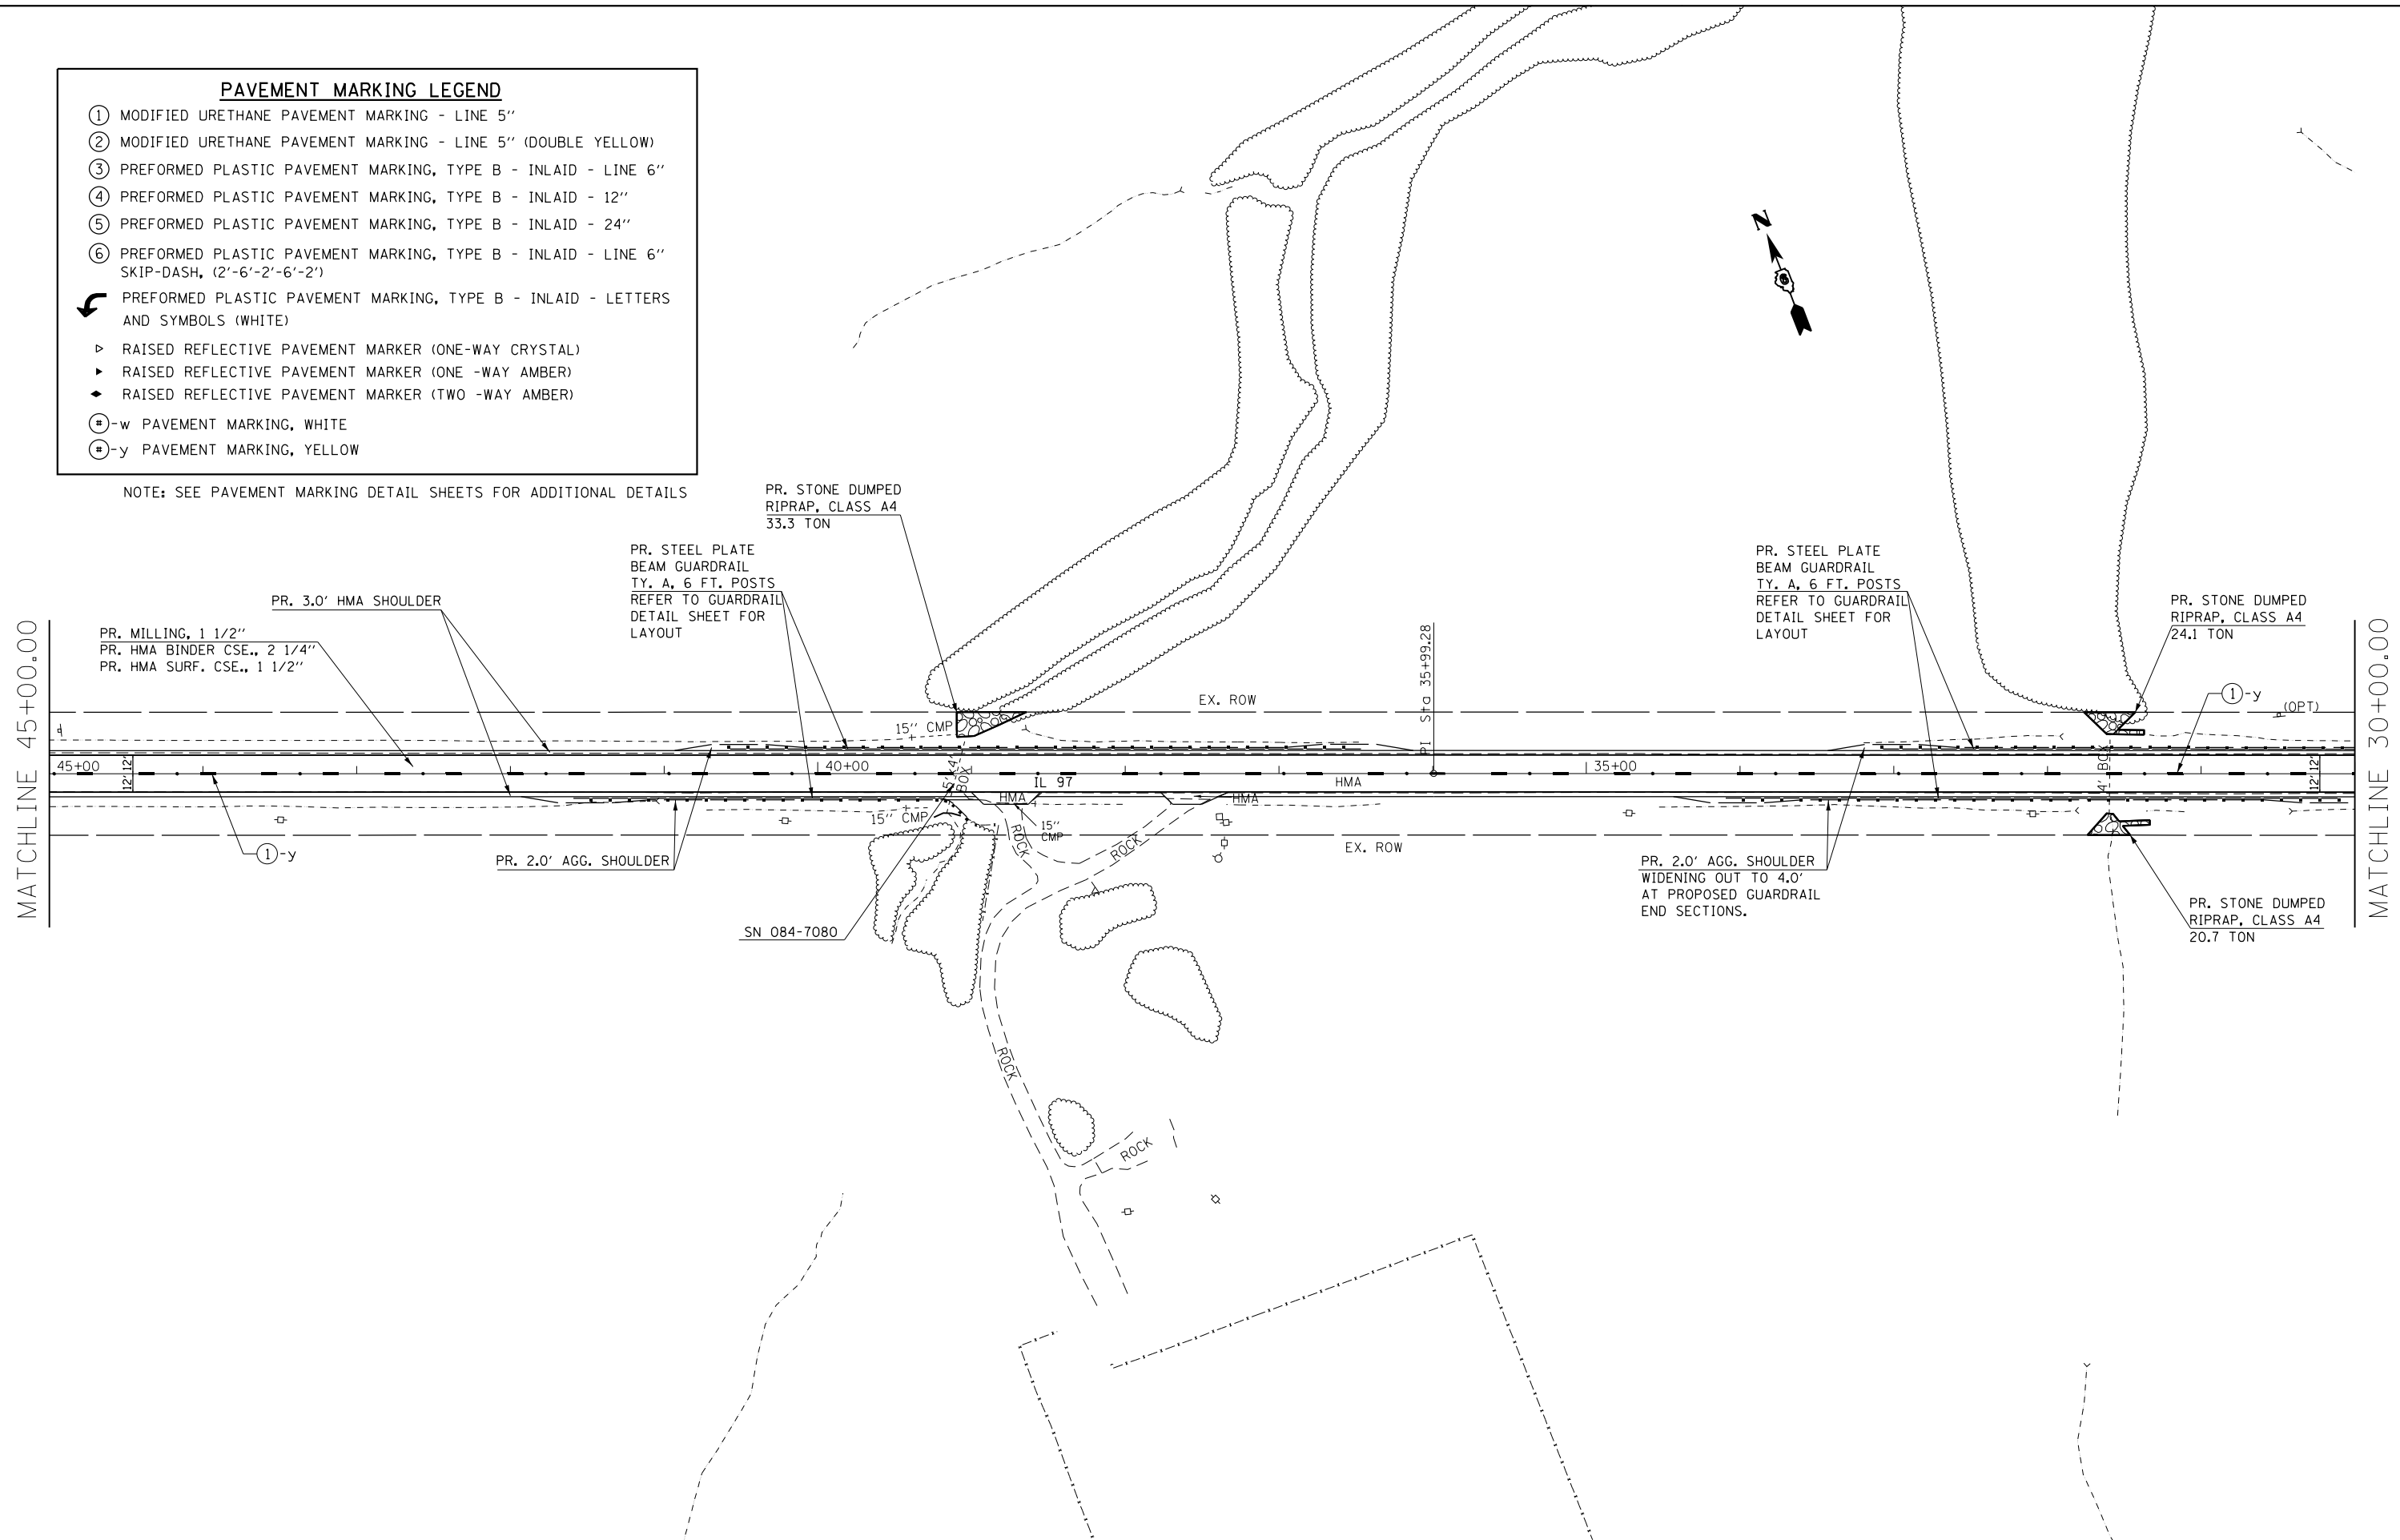 PAVEMENT MARKING LEGEND
1 MODIFIED URETHANE PAVEMENT MARKING - LINE 5"
2 MODIFIED URETHANE PAVEMENT MARKING - LINE 5" (DOUBLE YELLOW)
3 PREFORMED PLASTIC PAVEMENT MARKING, TYPE B - INLAID - LINE 6"
4 PREFORMED PLASTIC PAVEMENT MARKING, TYPE B - INLAID - 12"
5 PREFORMED PLASTIC PAVEMENT MARKING, TYPE B - INLAID - 24"
6 PREFORMED PLASTIC PAVEMENT MARKING, TYPE B - INLAID - LINE 6"
SKIP-DASH, (2'-6'-2'-6'-2')
PREFORMED PLASTIC PAVEMENT MARKING, TYPE B - INLAID - LETTERS
AND SYMBOLS (WHITE)
RAISED REFLECTIVE PAVEMENT MARKER (ONE-WAY CRYSTAL)
RAISED REFLECTIVE PAVEMENT MARKER (ONE -WAY AMBER)
RAISED REFLECTIVE PAVEMENT MARKER (TWO -WAY AMBER)
#-w PAVEMENT MARKING, WHITE
#-y PAVEMENT MARKING, YELLOW
NOTE: SEE PAVEMENT MARKING DETAIL SHEETS FOR ADDITIONAL DETAILS
N
6
PR. STONE DUMPED
RIPRAP, CLASS A4
33.3 TON
PR. STEEL PLATE
BEAM GUARDRAIL
TY. A, 6 FT. POSTS
REFER TO GUARDRAIL
DETAIL SHEET FOR
LAYOUT
PR. STEEL PLATE
BEAM GUARDRAIL
TY. A, 6 FT. POSTS
REFER TO GUARDRAIL
DETAIL SHEET FOR
LAYOUT
PR. STONE DUMPED
RIPRAP, CLASS A4
24.1 TON
PR. 3.0' HMA SHOULDER
PR. MILLING, 1 1/2"
PR. HMA BINDER CSE., 2 1/4"
PR. HMA SURF. CSE., 1 1/2"
MATCHLINE 45+00.00
MATCHLINE 30+00.00
PI Sta 35+99.28
EX. ROW
1-y
(OPT)
15" CMP
45+00
12' 12'
40+00
5'X4'
BOX
IL 97
HMA
35+00
4' BOX
12' 12'
HMA
HMA
15" CMP
15"
CMP
ROCK
ROCK
EX. ROW
1-y
PR. 2.0' AGG. SHOULDER
PR. 2.0' AGG. SHOULDER
WIDENING OUT TO 4.0'
AT PROPOSED GUARDRAIL
END SECTIONS.
SN 084-7080
PR. STONE DUMPED
RIPRAP, CLASS A4
20.7 TON
ROCK
ROCK